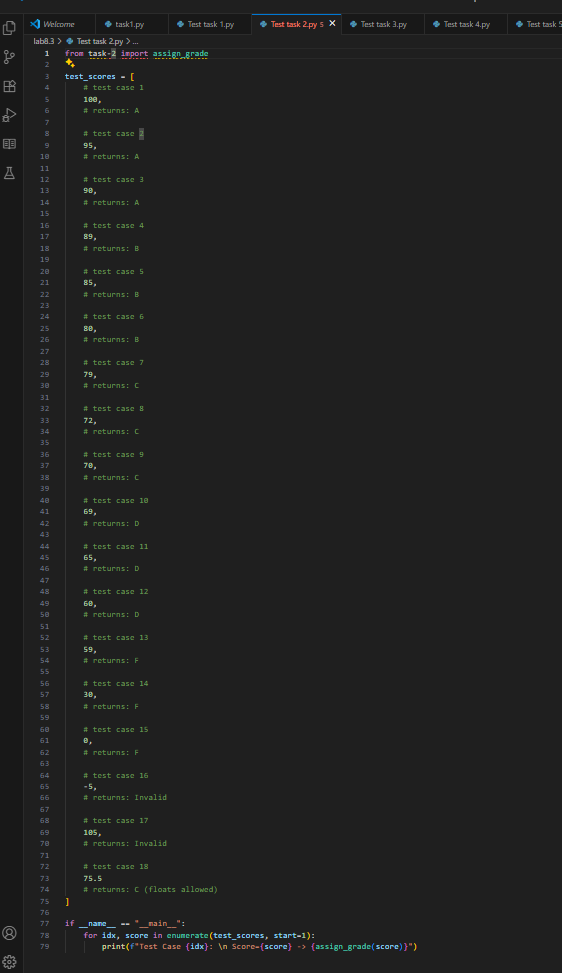 Welcome
task1.py
Test task 1.py
Test task 2.py 5
Test task 3.py
Test task 4.py
Test task 5
lab8.3 > Test task 2.py > ...
1 from task-2 import assign_grade
2
3 test_scores = [
4 # test case 1
5 100,
6 # returns: A
7
8 # test case 2
9 95,
10 # returns: A
11
12 # test case 3
13 90,
14 # returns: A
15
16 # test case 4
17 89,
18 # returns: B
19
20 # test case 5
21 85,
22 # returns: B
23
24 # test case 6
25 80,
26 # returns: B
27
28 # test case 7
29 79,
30 # returns: C
31
32 # test case 8
33 72,
34 # returns: C
35
36 # test case 9
37 70,
38 # returns: C
39
40 # test case 10
41 69,
42 # returns: D
43
44 # test case 11
45 65,
46 # returns: D
47
48 # test case 12
49 60,
50 # returns: D
51
52 # test case 13
53 59,
54 # returns: F
55
56 # test case 14
57 30,
58 # returns: F
59
60 # test case 15
61 0,
62 # returns: F
63
64 # test case 16
65 -5,
66 # returns: Invalid
67
68 # test case 17
69 105,
70 # returns: Invalid
71
72 # test case 18
73 75.5
74 # returns: C (floats allowed)
75 ]
76
77 if __name__ == "__main__":
78 for idx, score in enumerate(test_scores, start=1):
79 print(f"Test Case {idx}: \n Score={score} -> {assign_grade(score)}")